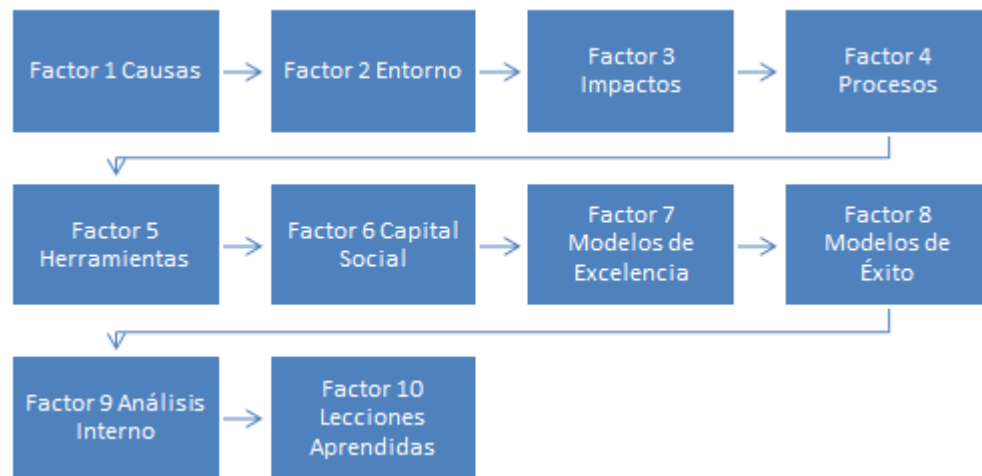 Factor 1 Causas
Factor 2 Entorno
Factor 3
Impactos
Factor 4
Procesos
Factor 5
Herramientas
Factor 6 Capital
Social
Factor 7
Modelos de
Excelencia
Factor 8
Modelos de
Éxito
Factor 9 Análisis
Interno
Factor 10
Lecciones
Aprendidas